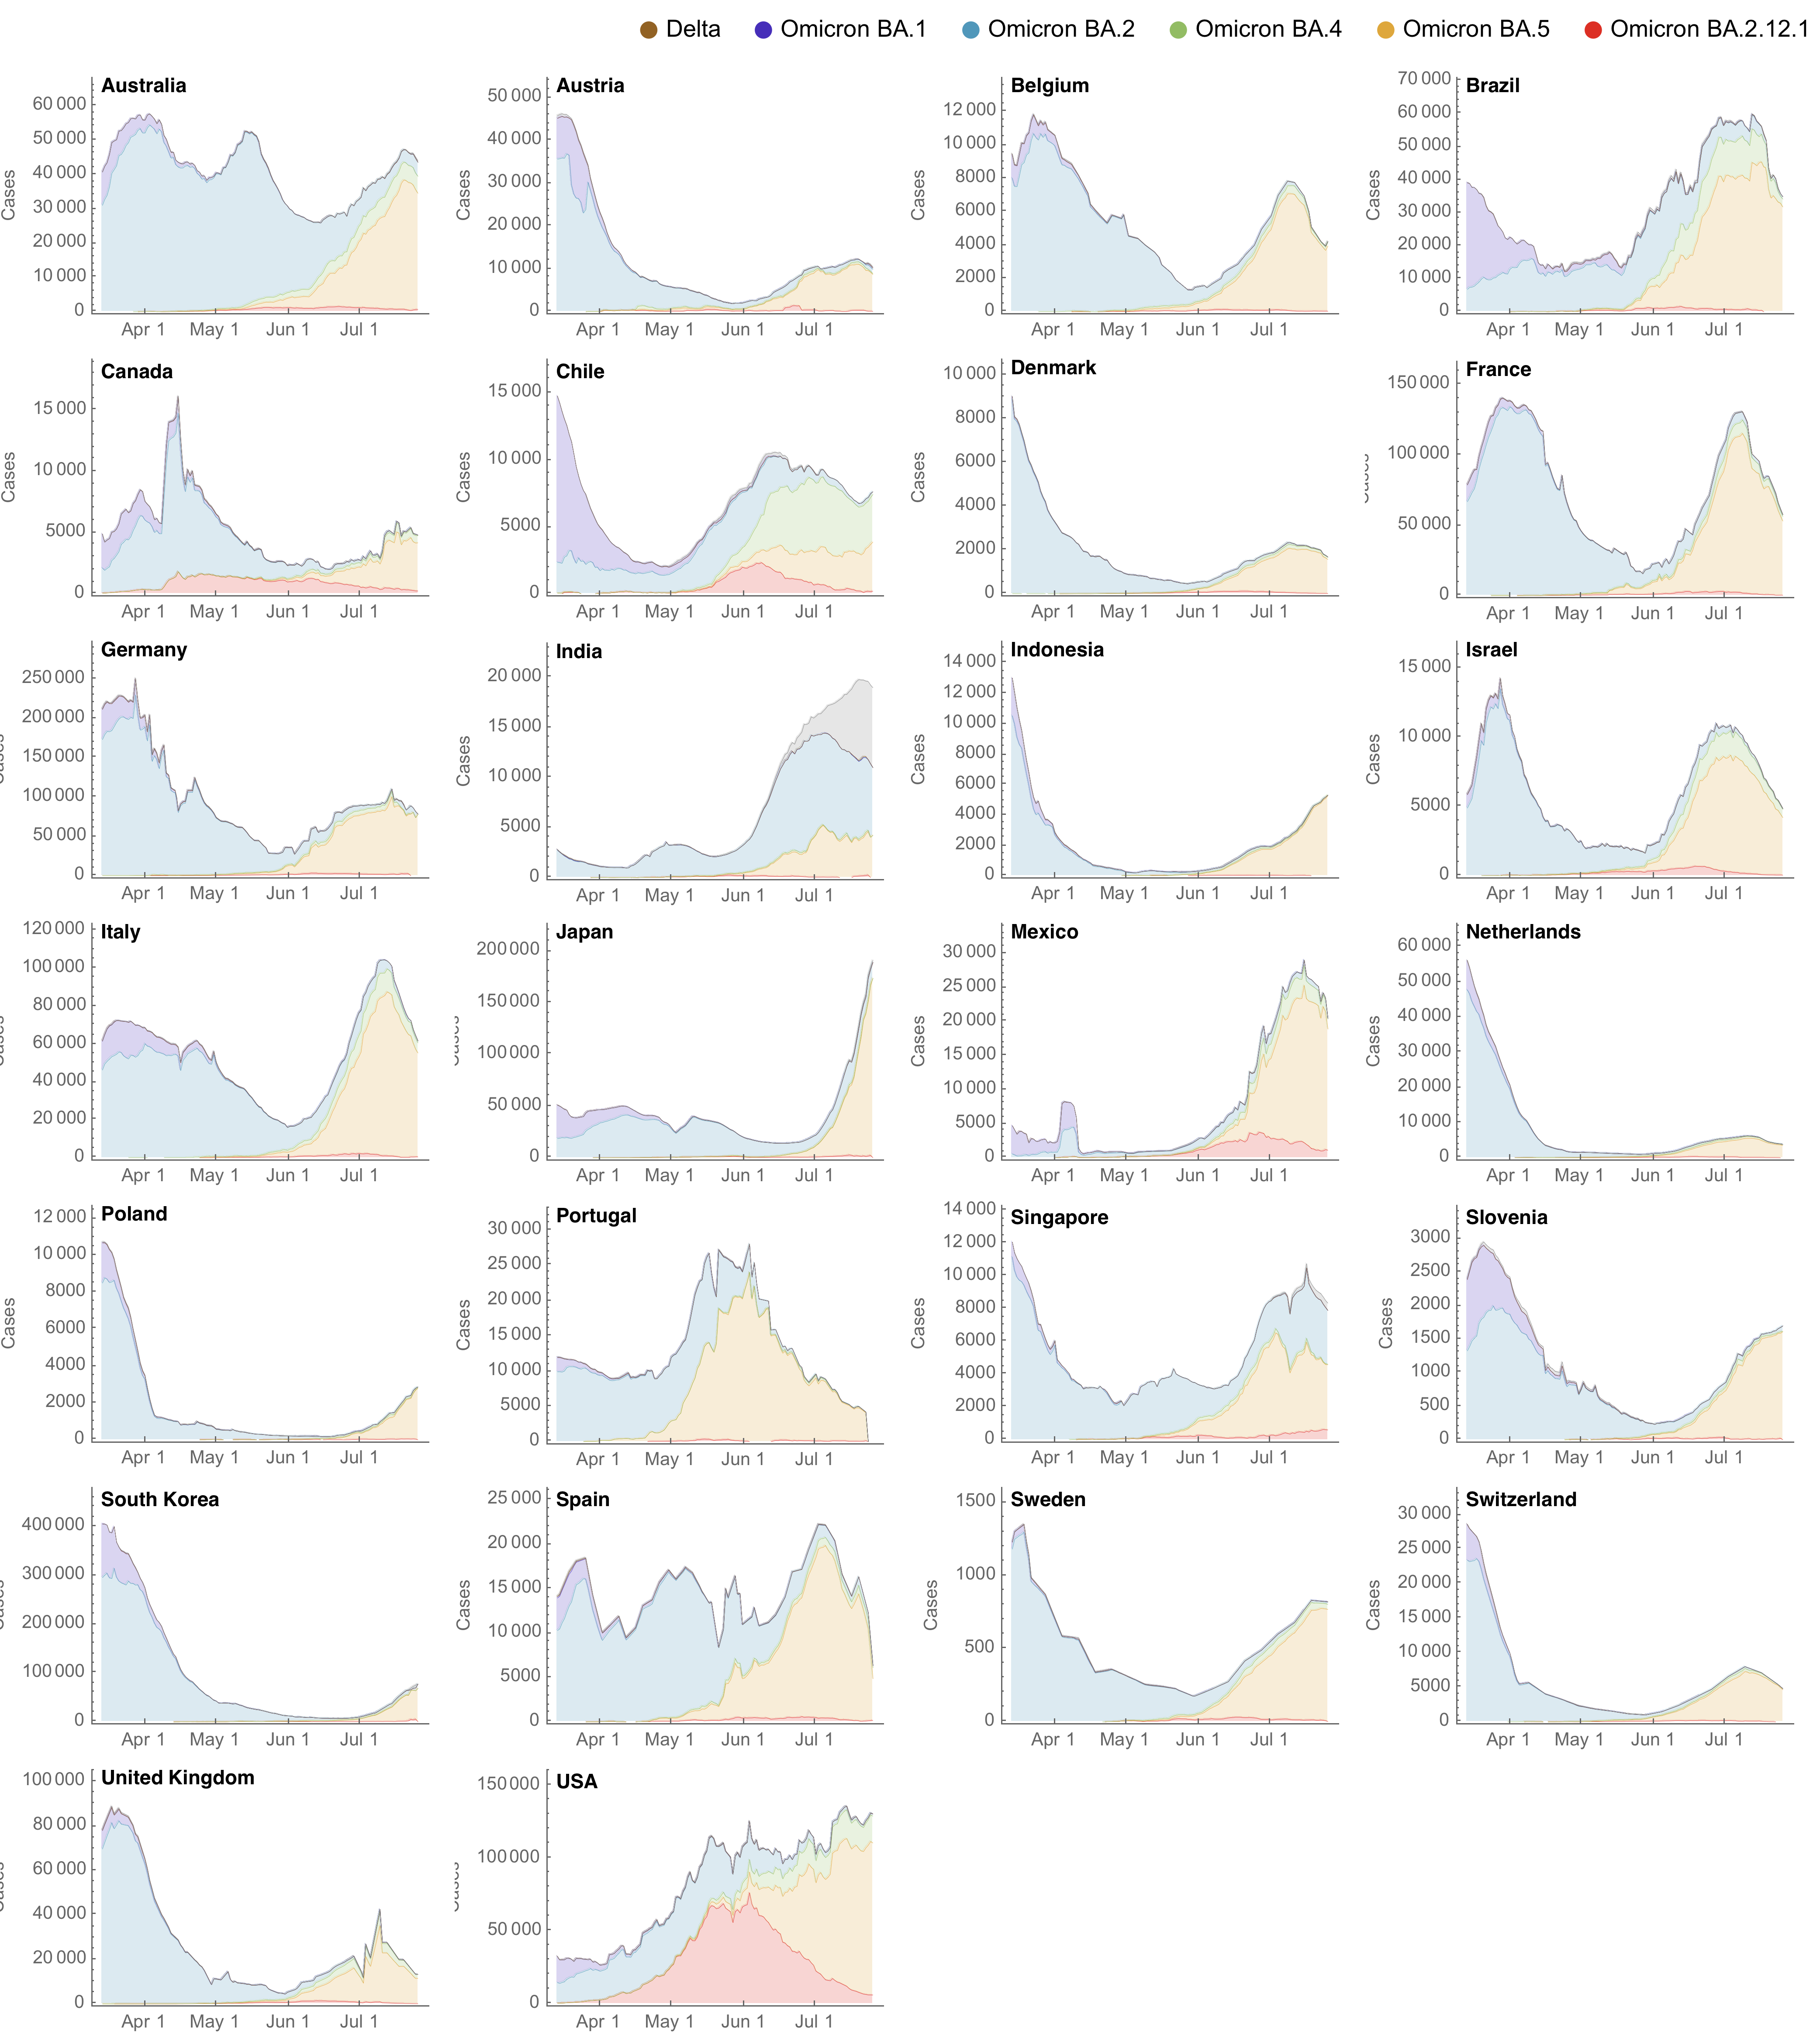 Delta Omicron BA.1 Omicron BA.2 Omicron BA.4 Omicron BA.5 Omicron BA.2.12.1
Australia
Cases
60 000
50 000
40 000
30 000
20 000
10 000
0
Apr 1 May 1 Jun 1 Jul 1
Austria
Cases
50 000
40 000
30 000
20 000
10 000
0
Apr 1 May 1 Jun 1 Jul 1
Belgium
Cases
12 000
10 000
8000
6000
4000
2000
0
Apr 1 May 1 Jun 1 Jul 1
Brazil
Cases
70 000
60 000
50 000
40 000
30 000
20 000
10 000
0
Apr 1 May 1 Jun 1 Jul 1
Canada
Cases
15 000
10 000
5000
0
Apr 1 May 1 Jun 1 Jul 1
Chile
Cases
15 000
10 000
5000
0
Apr 1 May 1 Jun 1 Jul 1
Denmark
Cases
10 000
8000
6000
4000
2000
0
Apr 1 May 1 Jun 1 Jul 1
France
Cases
150 000
100 000
50 000
0
Apr 1 May 1 Jun 1 Jul 1
Germany
Cases
250 000
200 000
150 000
100 000
50 000
0
Apr 1 May 1 Jun 1 Jul 1
India
Cases
20 000
15 000
10 000
5000
0
Apr 1 May 1 Jun 1 Jul 1
Indonesia
Cases
14 000
12 000
10 000
8000
6000
4000
2000
0
Apr 1 May 1 Jun 1 Jul 1
Israel
Cases
15 000
10 000
5000
0
Apr 1 May 1 Jun 1 Jul 1
Italy
Cases
120 000
100 000
80 000
60 000
40 000
20 000
0
Apr 1 May 1 Jun 1 Jul 1
Japan
Cases
200 000
150 000
100 000
50 000
0
Apr 1 May 1 Jun 1 Jul 1
Mexico
Cases
30 000
25 000
20 000
15 000
10 000
5000
0
Apr 1 May 1 Jun 1 Jul 1
Netherlands
Cases
60 000
50 000
40 000
30 000
20 000
10 000
0
Apr 1 May 1 Jun 1 Jul 1
Poland
Cases
12 000
10 000
8000
6000
4000
2000
0
Apr 1 May 1 Jun 1 Jul 1
Portugal
Cases
30 000
25 000
20 000
15 000
10 000
5000
0
Apr 1 May 1 Jun 1 Jul 1
Singapore
Cases
14 000
12 000
10 000
8000
6000
4000
2000
0
Apr 1 May 1 Jun 1 Jul 1
Slovenia
Cases
3000
2500
2000
1500
1000
500
0
Apr 1 May 1 Jun 1 Jul 1
South Korea
Cases
400 000
300 000
200 000
100 000
0
Apr 1 May 1 Jun 1 Jul 1
Spain
Cases
25 000
20 000
15 000
10 000
5000
0
Apr 1 May 1 Jun 1 Jul 1
Sweden
Cases
1500
1000
500
0
Apr 1 May 1 Jun 1 Jul 1
Switzerland
Cases
30 000
25 000
20 000
15 000
10 000
5000
0
Apr 1 May 1 Jun 1 Jul 1
United Kingdom
Cases
100 000
80 000
60 000
40 000
20 000
0
Apr 1 May 1 Jun 1 Jul 1
USA
Cases
150 000
100 000
50 000
0
Apr 1 May 1 Jun 1 Jul 1